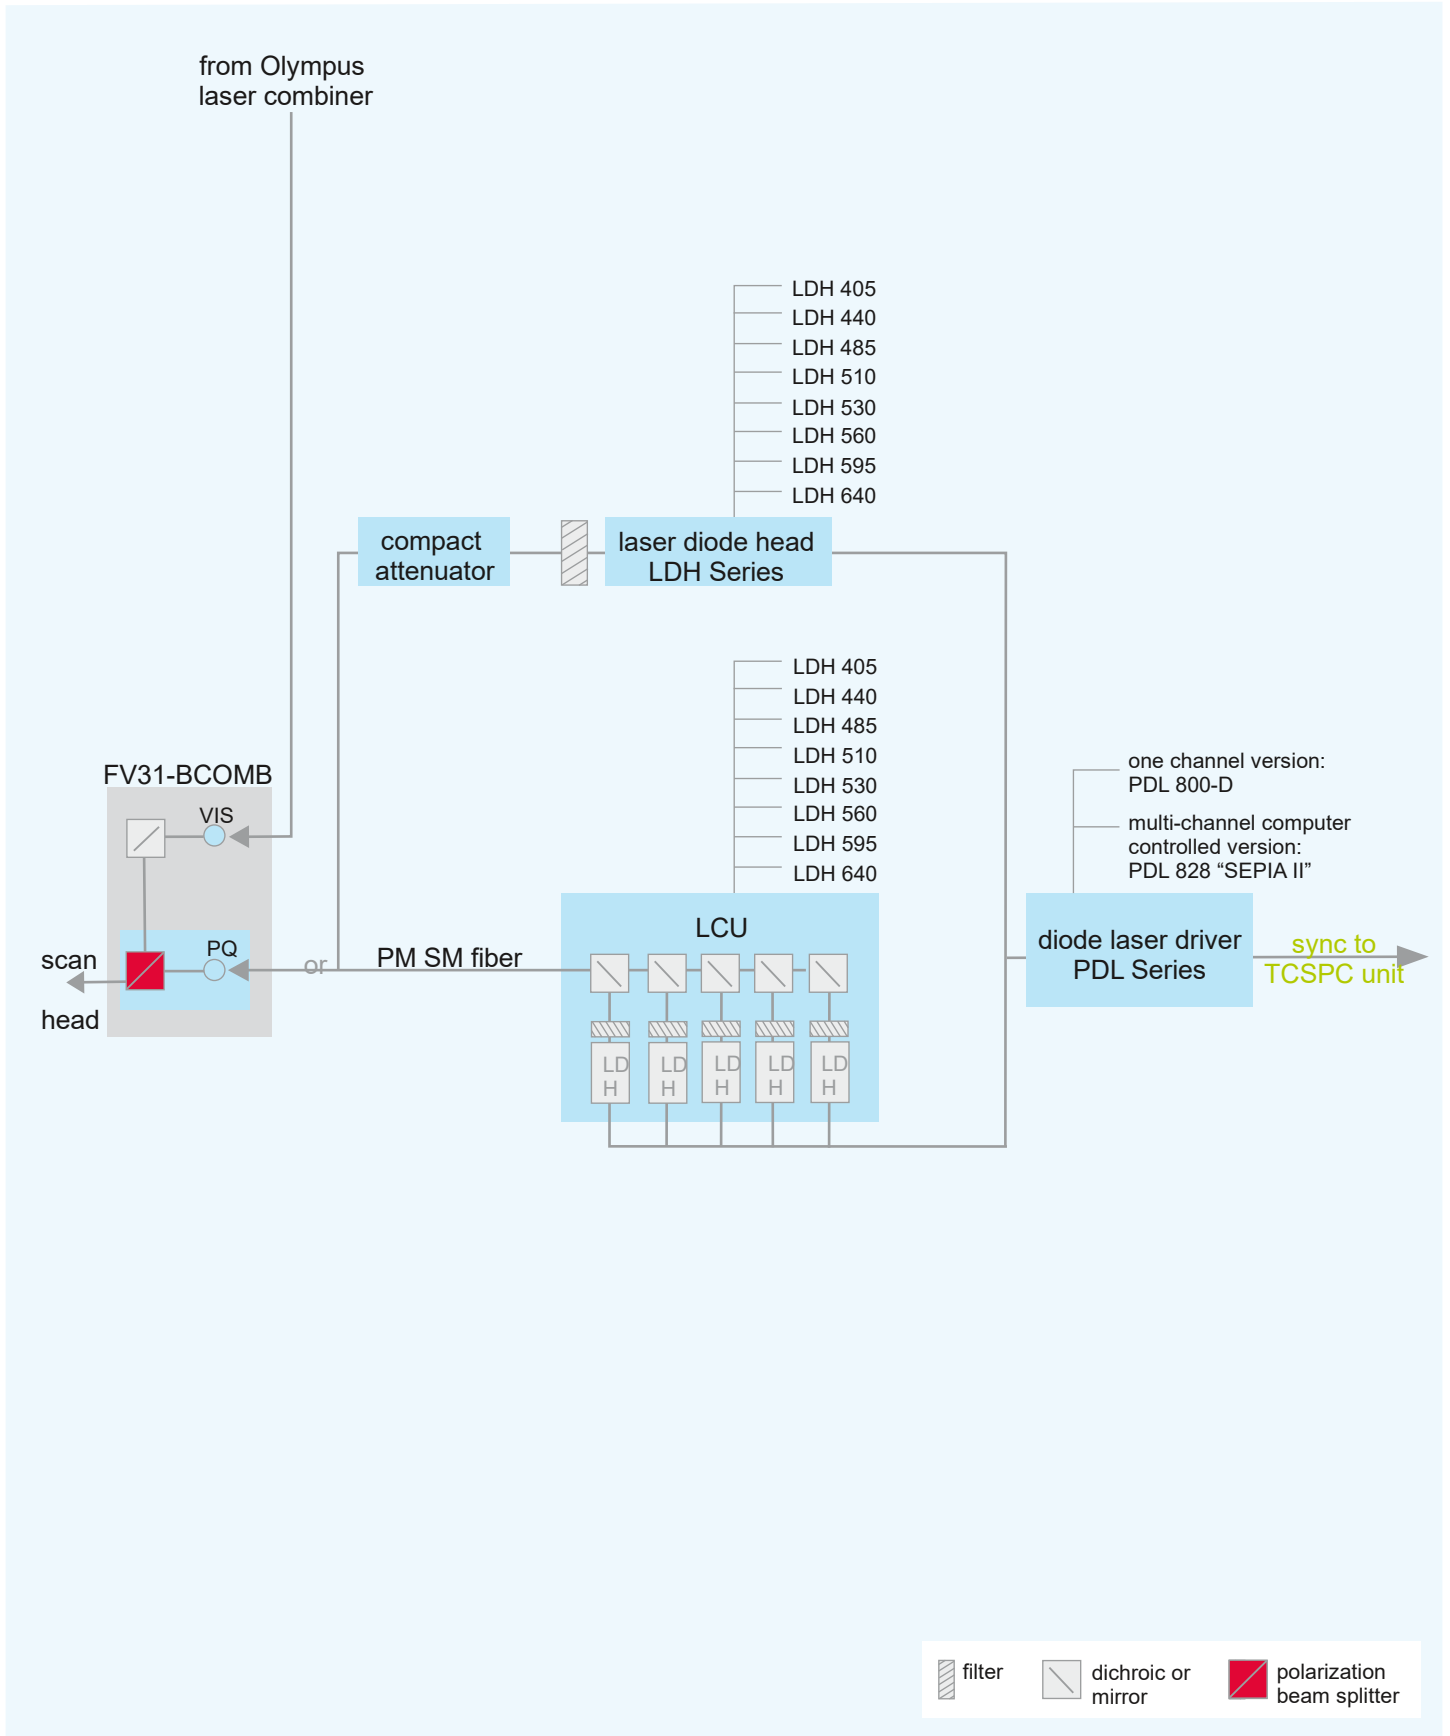 from Olympus
laser combiner
LDH 405
LDH 440
LDH 485
LDH 510
LDH 530
LDH 560
LDH 595
LDH 640
compact
attenuator
laser diode head
LDH Series
LDH 405
LDH 440
LDH 485
LDH 510
LDH 530
LDH 560
LDH 595
LDH 640
one channel version:
PDL 800-D
multi-channel computer
controlled version:
PDL 828 “SEPIA II”
FV31-BCOMB
VIS
PQ
scan
head
or
PM SM fiber
LCU
LD
H
LD
H
LD
H
LD
H
LD
H
diode laser driver
PDL Series
sync to
TCSPC unit
filter
dichroic or
mirror
polarization
beam splitter